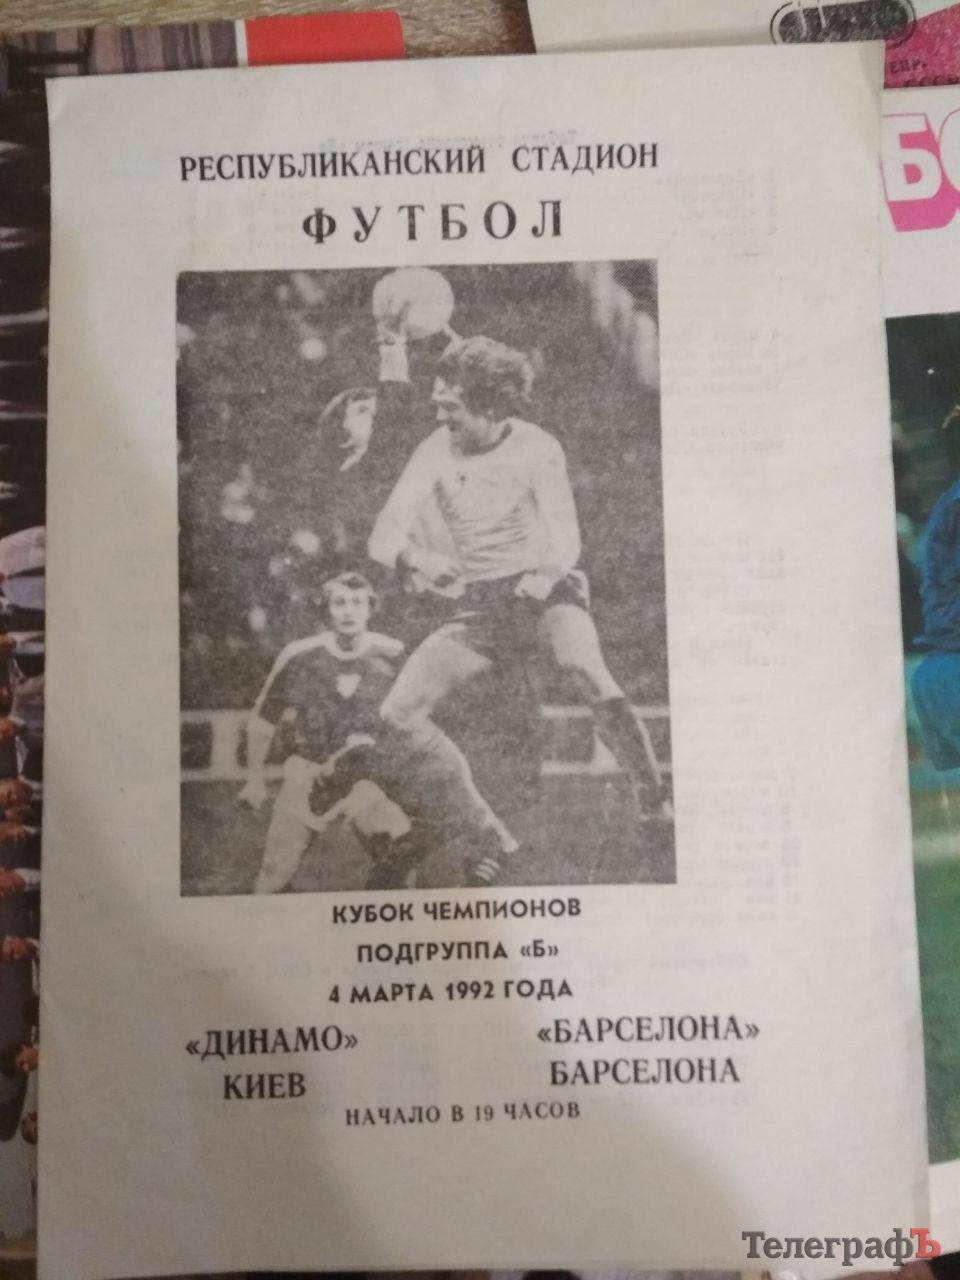 РЕСПУБЛИКАНСКИЙ СТАДИОН
ФУТБОЛ
КУБОК ЧЕМПИОНОВ
ПОДГРУППА «Б»
4 МАРТА 1992 ГОДА
«ДИНАМО» «БАРСЕЛОНА»
КИЕВ БАРСЕЛОНА
НАЧАЛО В 19 ЧАСОВ
ТелеграфЪ